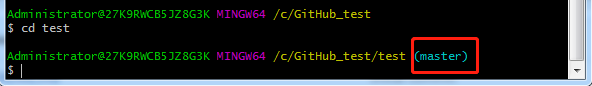 Administrator@27K9RWCB5JZ8G3K MINGW64 /c/GitHub_test
$ cd test
Administrator@27K9RWCB5JZ8G3K MINGW64 /c/GitHub_test/test (master)
$